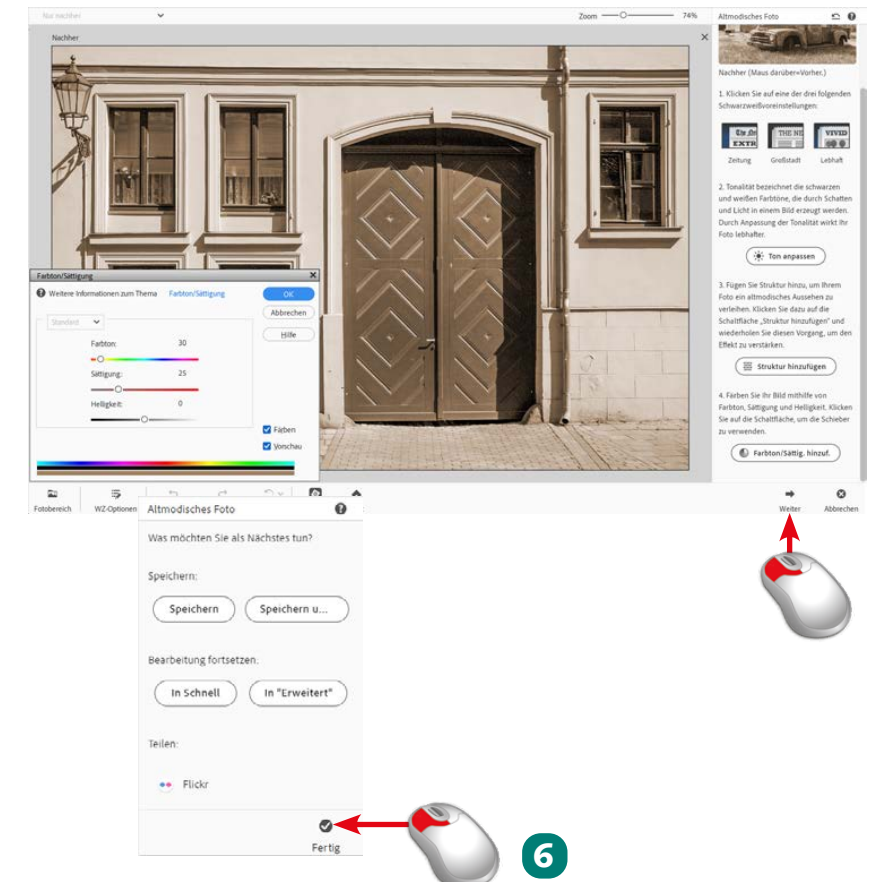 Nur nachher
Zoom
74%
Altmodisches Foto
Nachher
Nachher (Maus darüber=Vorher.)
1. Klicken Sie auf eine der drei folgenden
Schwarzweißvoreinstellungen:
EXTR
THE NE
VIVID
Zeitung
Großstadt
Lebhaft
2. Tonalität bezeichnet die schwarzen
und weißen Farbtöne, die durch Schatten
und Licht in einem Bild erzeugt werden.
Durch Anpassung der Tonalität wirkt Ihr
Foto lebhafter.
Ton anpassen
3. Fügen Sie Struktur hinzu, um Ihrem
Foto ein altmodisches Aussehen zu
verleihen. Klicken Sie dazu auf die
Schaltfläche „Struktur hinzufügen" und
wiederholen Sie diesen Vorgang, um den
Effekt zu verstärken.
Struktur hinzufügen
4. Färben Sie Ihr Bild mithilfe von
Farbton, Sättigung und Helligkeit. Klicken
Sie auf die Schaltfläche, um die Schieber
zu verwenden.
Farbton/Sättig. hinzuf.
Farbton/Sättigung
Weitere Informationen zum Thema Farbton/Sättigung
OK
Abbrechen
Hilfe
Standard
Farbton: 30
Sättigung: 25
Helligkeit: 0
Färben
Vorschau
Fotobereich
WZ-Optionen
Weiter
Abbrechen
Altmodisches Foto
Was möchten Sie als Nächstes tun?
Speichern:
Speichern
Speichern u...
Bearbeitung fortsetzen:
In Schnell
In "Erweitert"
Teilen:
Flickr
Fertig
6